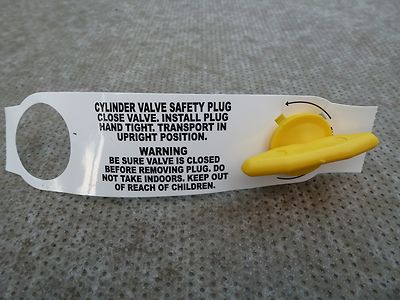 CYLINDER VALVE SAFETY PLUG
CLOSE VALVE. INSTALL PLUG
HAND TIGHT. TRANSPORT IN
UPRIGHT POSITION.
WARNING
BE SURE VALVE IS CLOSED
BEFORE REMOVING PLUG. DO
NOT TAKE INDOORS. KEEP OUT
OF REACH OF CHILDREN.